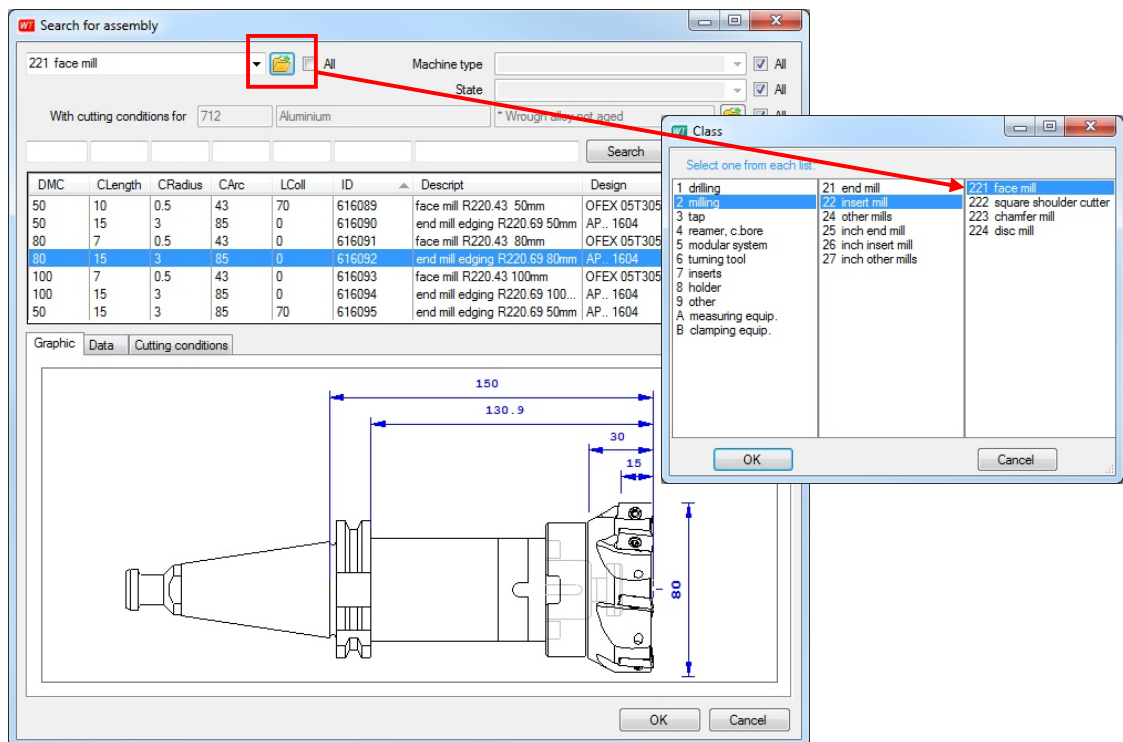 WT Search for assembly
221 face mill All Machine type All
State All
With cutting conditions for 712 Aluminium * Wrough alloy not aged All
Search
DMC CLength CRadius CArc LColl ID Descript Design
50 10 0.5 43 70 616089 face mill R220.43 50mm OFEX 05T305
50 15 3 85 0 616090 end mill edging R220.69 50mm AP.. 1604
80 7 0.5 43 0 616091 face mill R220.43 80mm OFEX 05T305
80 15 3 85 0 616092 end mill edging R220.69 80mm AP.. 1604
100 7 0.5 43 0 616093 face mill R220.43 100mm OFEX 05T305
100 15 3 85 0 616094 end mill edging R220.69 100... AP.. 1604
50 15 3 85 70 616095 end mill edging R220.69 50mm AP.. 1604
Graphic Data Cutting conditions
150
130.9
30
15
80
OK Cancel
WT Class
Select one from each list:
1 drilling 21 end mill 221 face mill
2 milling 22 insert mill 222 square shoulder cutter
3 tap 24 other mills 223 chamfer mill
4 reamer, c.bore 25 inch end mill 224 disc mill
5 modular system 26 inch insert mill
6 turning tool 27 inch other mills
7 inserts
8 holder
9 other
A measuring equip.
B clamping equip.
OK Cancel